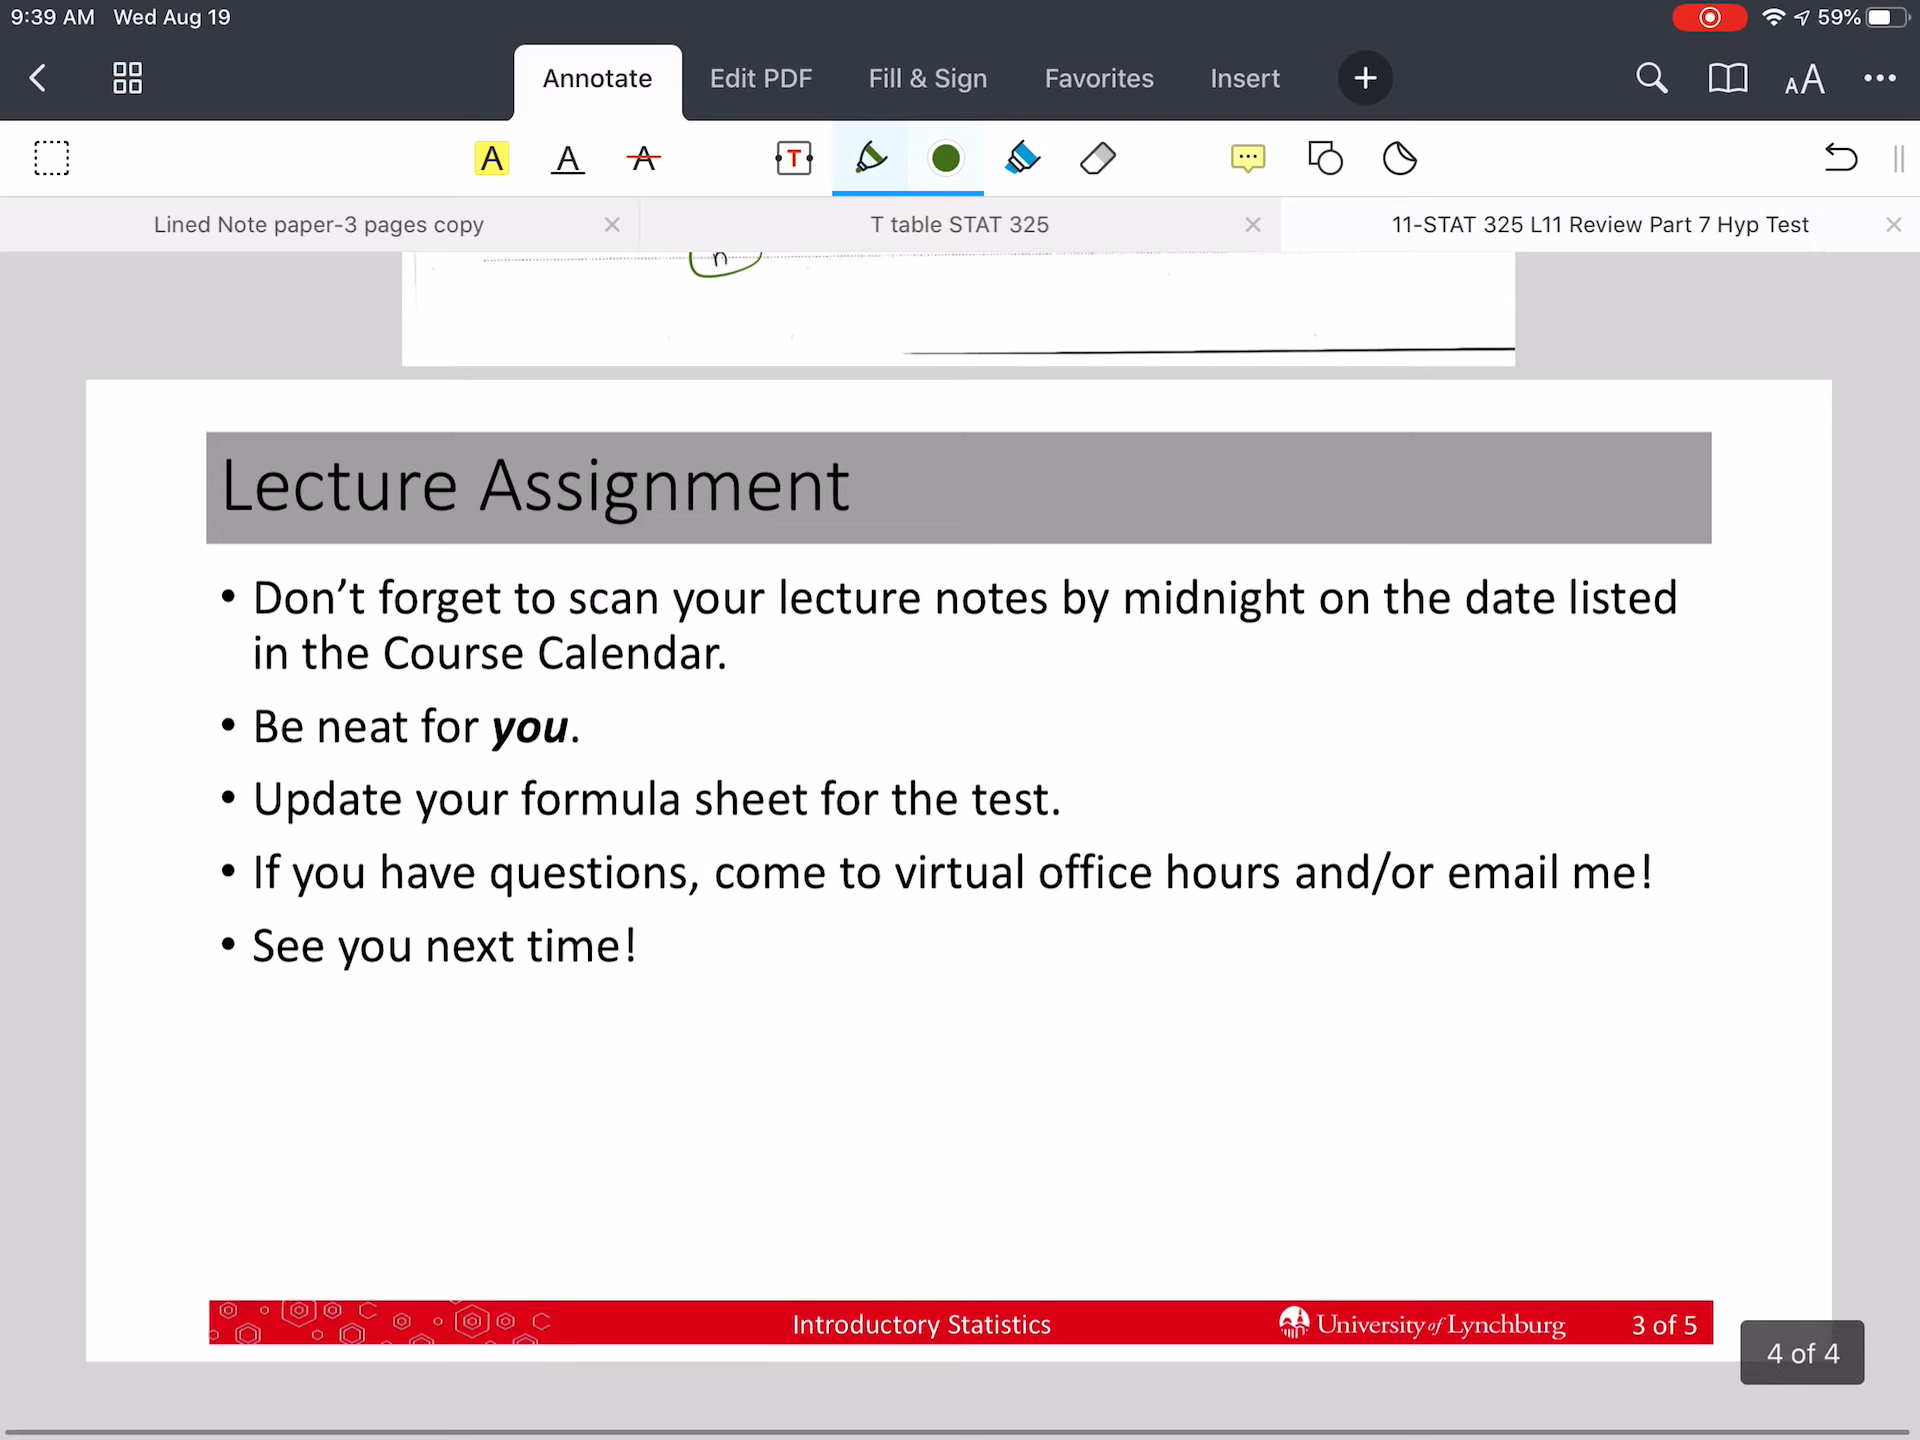 9:39 AM Wed Aug 19
59%
Annotate Edit PDF Fill & Sign Favorites Insert
AA
A A A T
Lined Note paper-3 pages copy
T table STAT 325
11-STAT 325 L11 Review Part 7 Hyp Test
n
Lecture Assignment
• Don’t forget to scan your lecture notes by midnight on the date listed
in the Course Calendar.
• Be neat for you.
• Update your formula sheet for the test.
• If you have questions, come to virtual office hours and/or email me!
• See you next time!
Introductory Statistics
University of Lynchburg
3 of 5
4 of 4